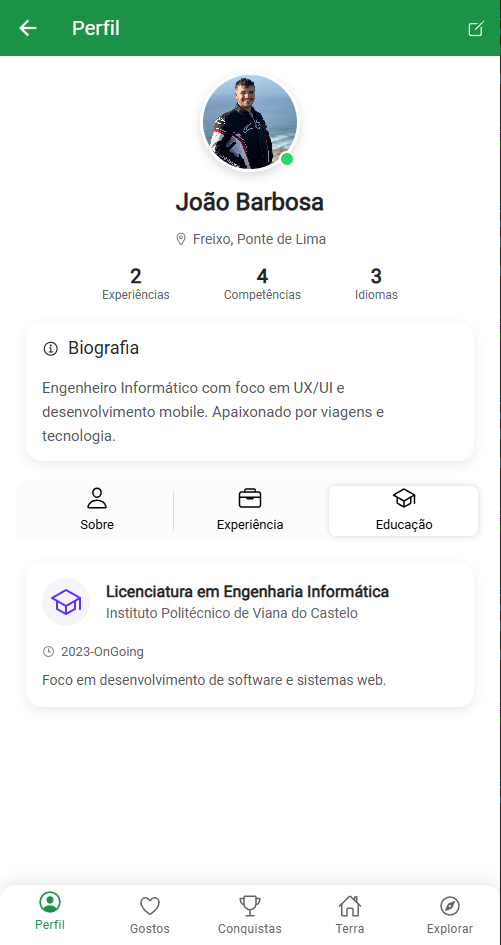 Perfil
João Barbosa
Freixo, Ponte de Lima
2 4 3
Experiências Competências Idiomas
Biografia
Engenheiro Informático com foco em UX/UI e
desenvolvimento mobile. Apaixonado por viagens e
tecnologia.
Sobre Experiência Educação
Licenciatura em Engenharia Informática
Instituto Politécnico de Viana do Castelo
2023-OnGoing
Foco em desenvolvimento de software e sistemas web.
Perfil Gostos Conquistas Terra Explorar